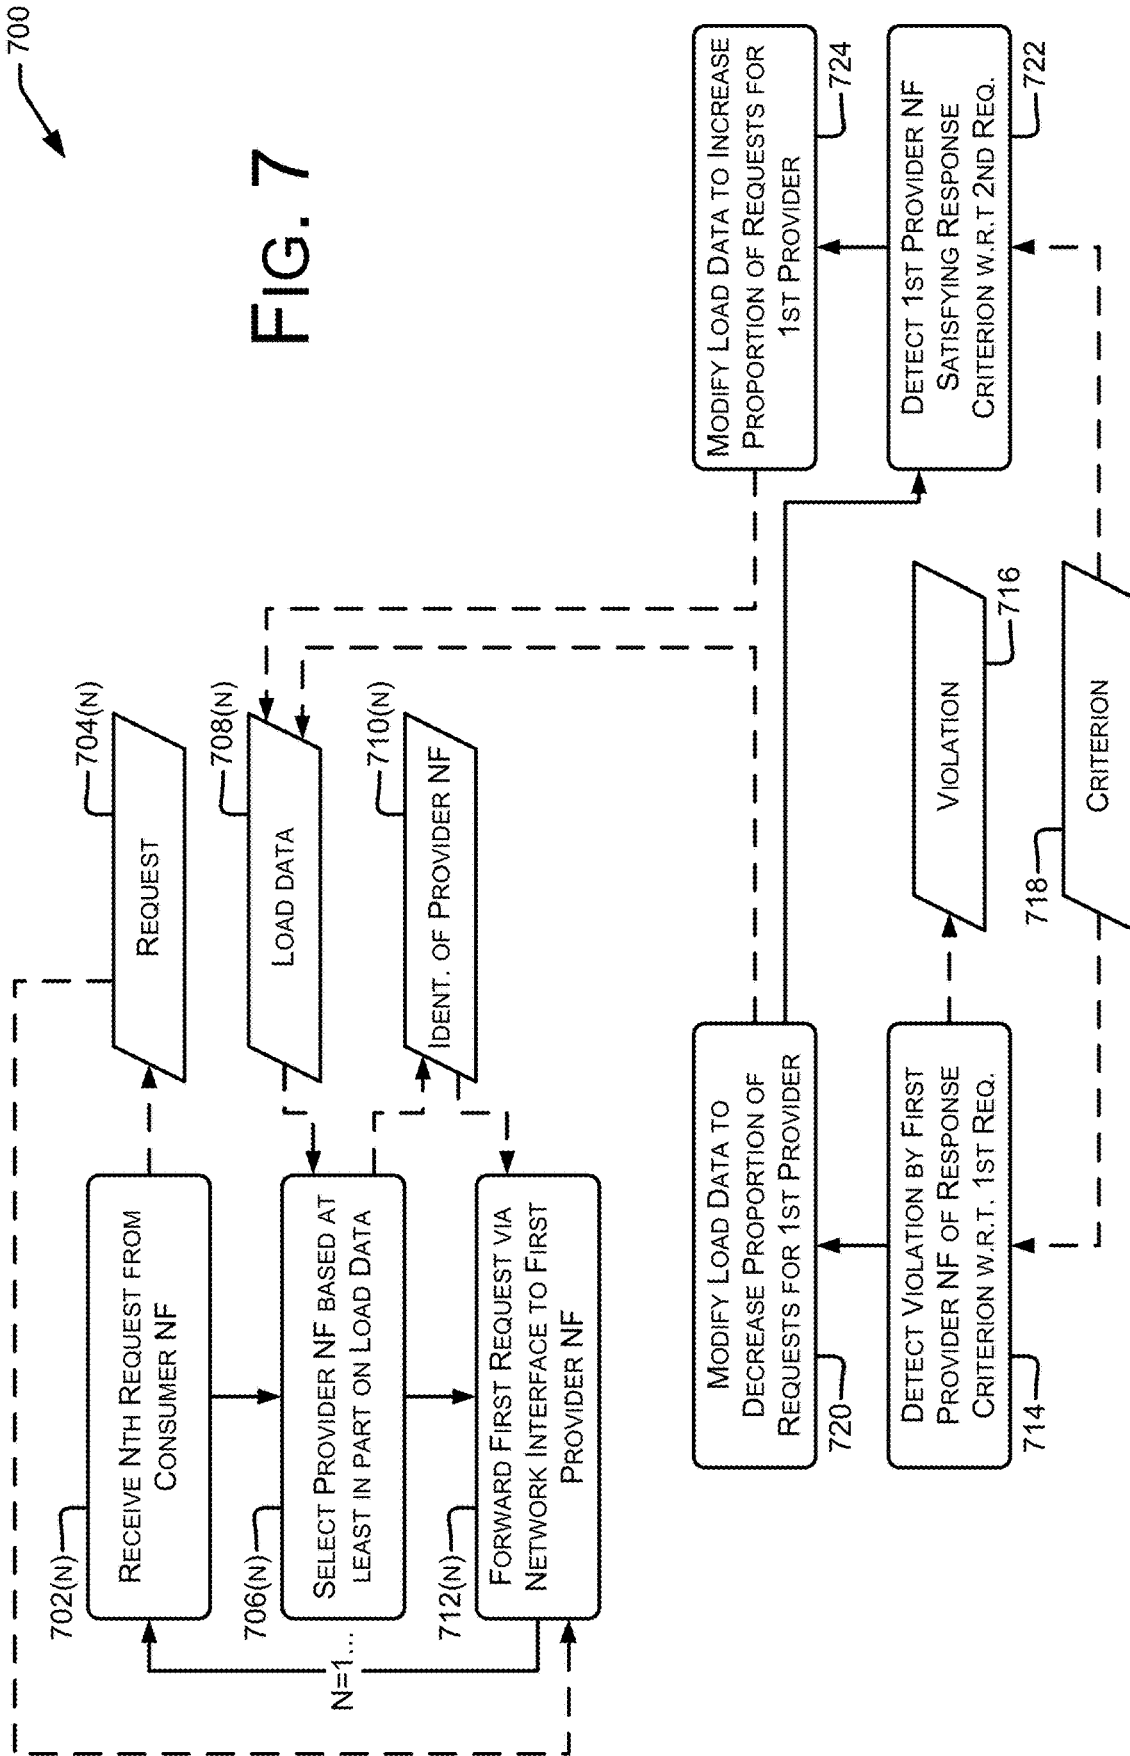 700
FIG. 7
702(N)
RECEIVE NTH REQUEST FROM
CONSUMER NF
704(N)
REQUEST
706(N)
SELECT PROVIDER NF BASED AT
LEAST IN PART ON LOAD DATA
708(N)
LOAD DATA
710(N)
IDENT. OF PROVIDER NF
712(N)
FORWARD FIRST REQUEST VIA
NETWORK INTERFACE TO FIRST
PROVIDER NF
N=1...
720
MODIFY LOAD DATA TO
DECREASE PROPORTION OF
REQUESTS FOR 1ST PROVIDER
724
MODIFY LOAD DATA TO INCREASE
PROPORTION OF REQUESTS FOR
1ST PROVIDER
714
DETECT VIOLATION BY FIRST
PROVIDER NF OF RESPONSE
CRITERION W.R.T. 1ST REQ.
716
VIOLATION
722
DETECT 1ST PROVIDER NF
SATISFYING RESPONSE
CRITERION W.R.T 2ND REQ.
718
CRITERION